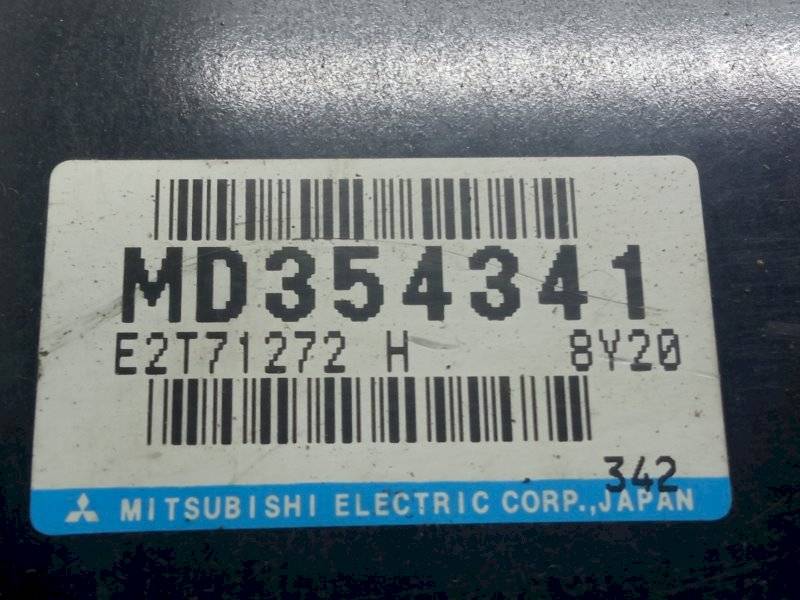 MD354341
E2T71272 H 8Y20
342
MITSUBISHI ELECTRIC CORP.,JAPAN